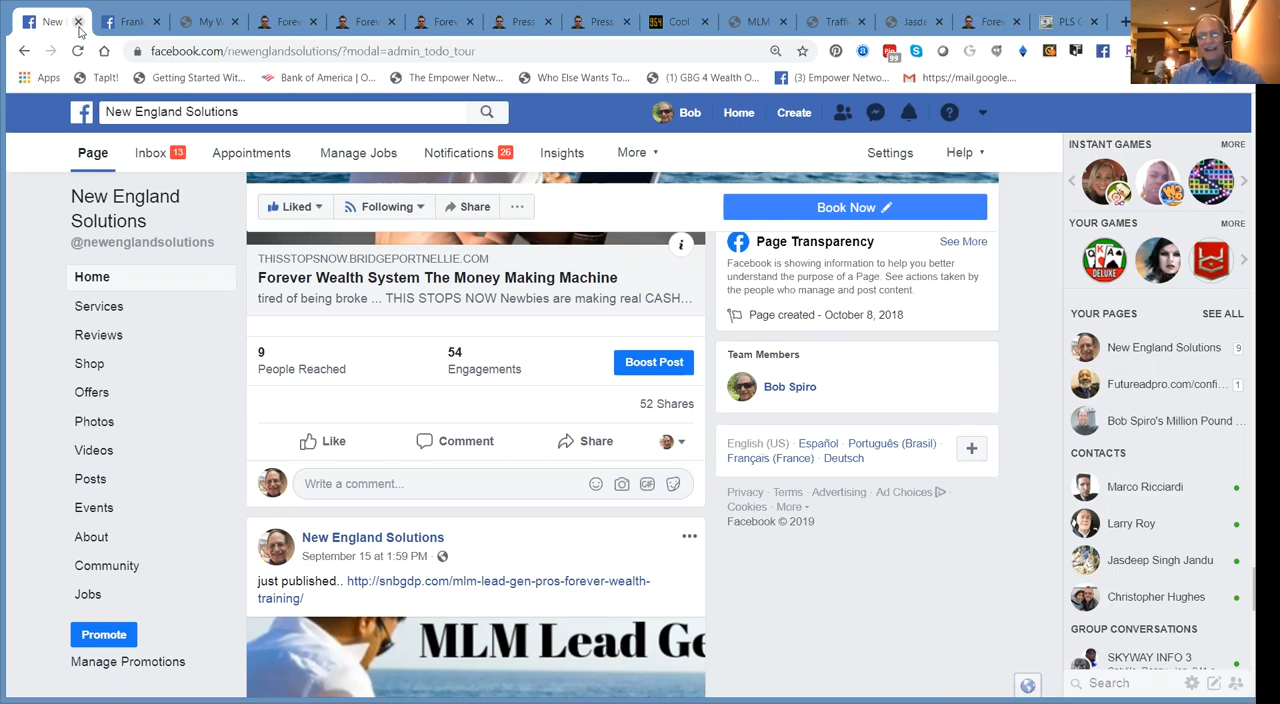 New
Frank
My W
Forev
Forev
Forev
Press
Press
964
Cool
MLM
Traffi
Jasde
Forev
PLS G
facebook.com/newenglandsolutions/?modal=admin_todo_tour
99
Apps
TapIt!
Getting Started Wit...
Bank of America | O...
The Empower Netw...
Who Else Wants To...
(1) GBG 4 Wealth O...
(3) Empower Netwo...
https://mail.google....
New England Solutions
Bob
Home
Create
Page
Inbox 13
Appointments
Manage Jobs
Notifications 26
Insights
More
Settings
Help
New England
Solutions
@newenglandsolutions
Home
Services
Reviews
Shop
Offers
Photos
Videos
Posts
Events
About
Community
Jobs
Promote
Manage Promotions
Liked
Following
Share
...
Book Now
THISSTOPSNOW.BRIDGEPORTNELLIE.COM
Forever Wealth System The Money Making Machine
tired of being broke ... THIS STOPS NOW Newbies are making real CASH...
9
People Reached
54
Engagements
Boost Post
52 Shares
Like
Comment
Share
Write a comment...
GIF
New England Solutions
September 15 at 1:59 PM ·
just published.. http://snbgdp.com/mlm-lead-gen-pros-forever-wealth-
training/
MLM Lead Ge
Page Transparency
See More
Facebook is showing information to help you better
understand the purpose of a Page. See actions taken by
the people who manage and post content.
Page created - October 8, 2018
Team Members
Bob Spiro
English (US) · Español · Português (Brasil) ·
Français (France) · Deutsch
Privacy · Terms · Advertising · Ad Choices ·
Cookies · More
Facebook © 2019
INSTANT GAMES
MORE
YOUR GAMES
MORE
DELUXE
YOUR PAGES
SEE ALL
New England Solutions 9
Futureadpro.com/confi... 1
Bob Spiro's Million Pound ...
CONTACTS
Marco Ricciardi
Larry Roy
Jasdeep Singh Jandu
Christopher Hughes
GROUP CONVERSATIONS
SKYWAY INFO 3
Search